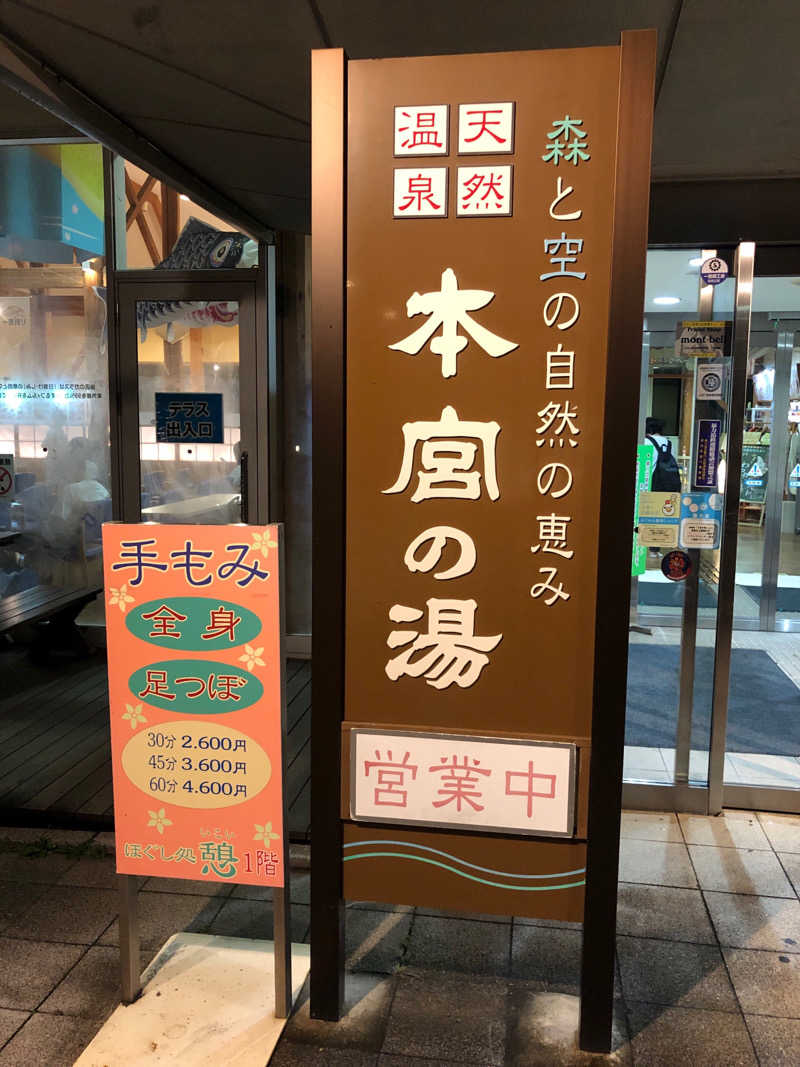 天然
温泉
森と空の自然の恵み
本宮の湯
営業中
手もみ
全身
足つぼ
30分 2.600円
45分 3.600円
60分 4.600円
いこい
ほぐし処 憩 1階
テラス
出入口
mont-bell